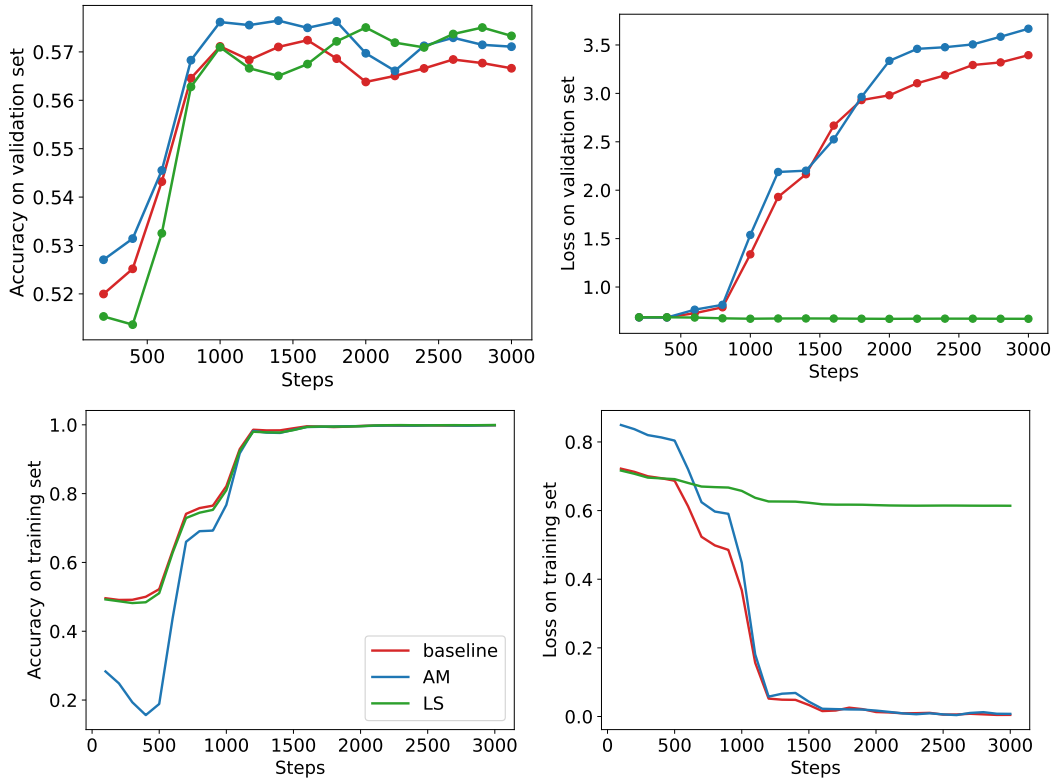 Accuracy on validation set
0.57
0.56
0.55
0.54
0.53
0.52
500 1000 1500 2000 2500 3000
Steps
Loss on validation set
3.5
3.0
2.5
2.0
1.5
1.0
500 1000 1500 2000 2500 3000
Steps
Accuracy on training set
1.0
0.8
0.6
0.4
0.2
0 500 1000 1500 2000 2500 3000
Steps
baseline
AM
LS
Loss on training set
0.8
0.6
0.4
0.2
0.0
0 500 1000 1500 2000 2500 3000
Steps